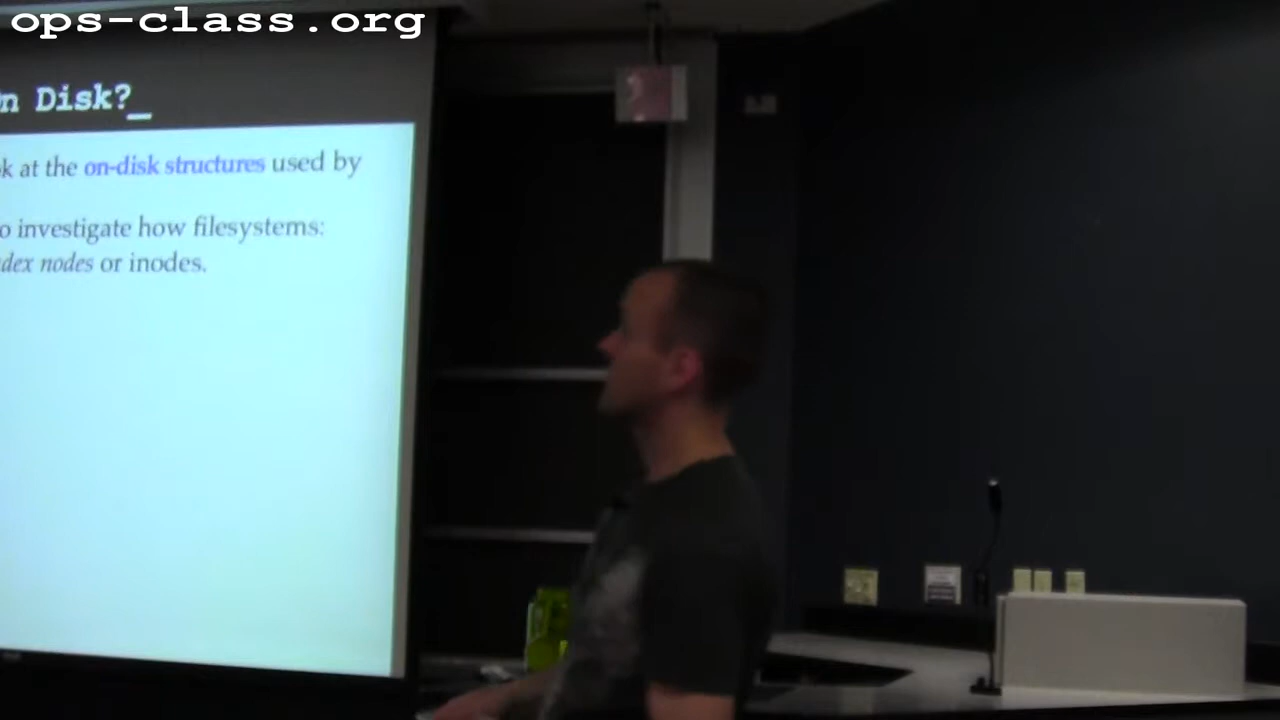 ops-class.org
n Disk?_
k at the on-disk structures used by
o investigate how filesystems:
dex nodes or inodes.